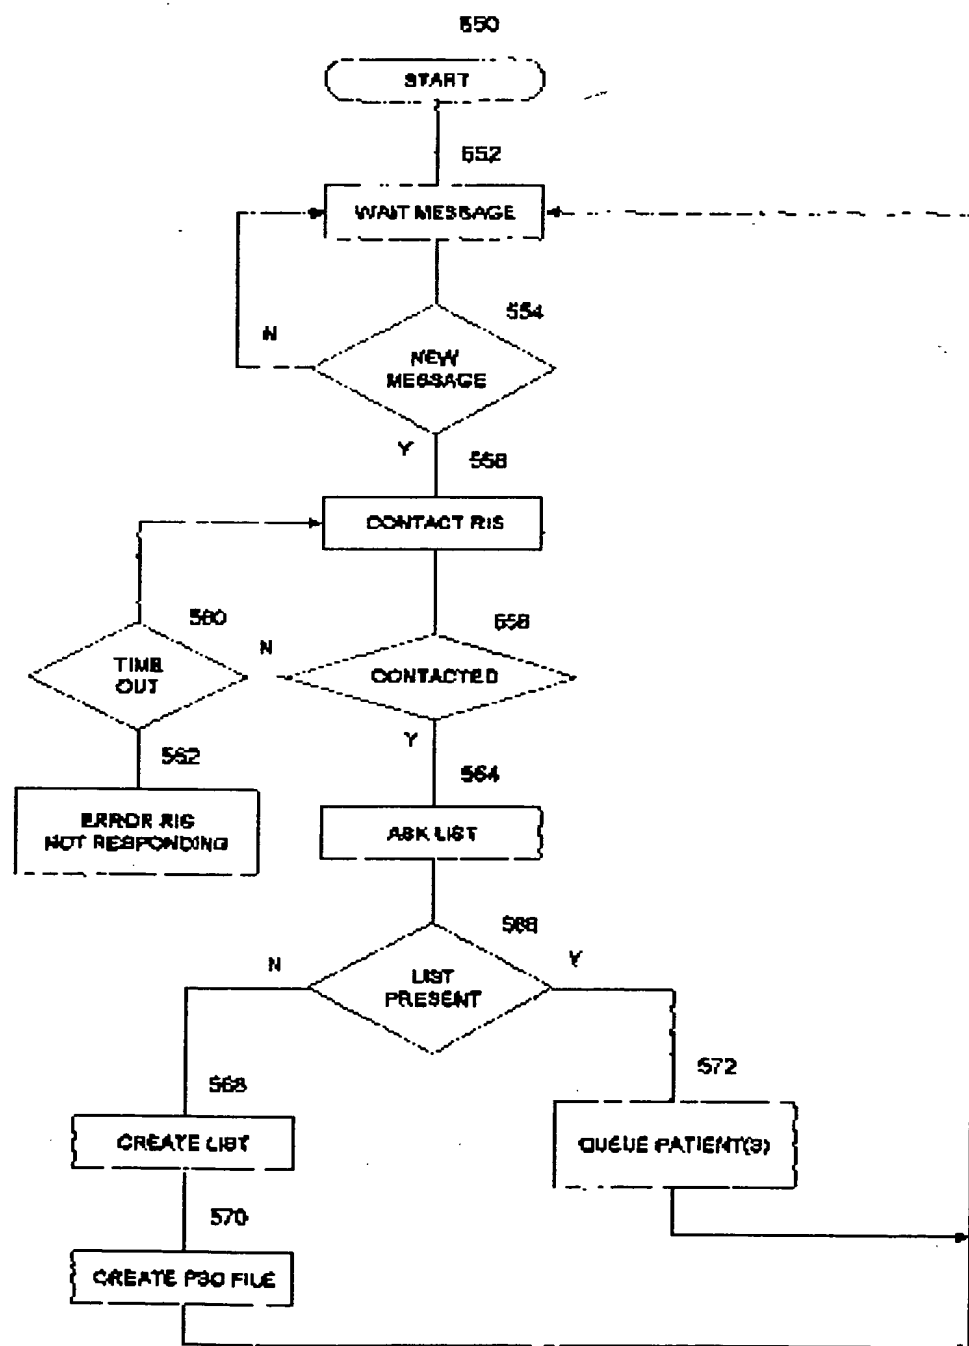 550
START
552
WAIT MESSAGE
554
N
NEW
MESSAGE
Y
556
CONTACT RIS
560
558
TIME
OUT
N
CONTACTED
Y
562
564
ERROR RIS
NOT RESPONDING
ASK LIST
566
N
Y
LIST
PRESENT
568
572
CREATE LIST
QUEUE PATIENT(S)
570
CREATE PSO FILE